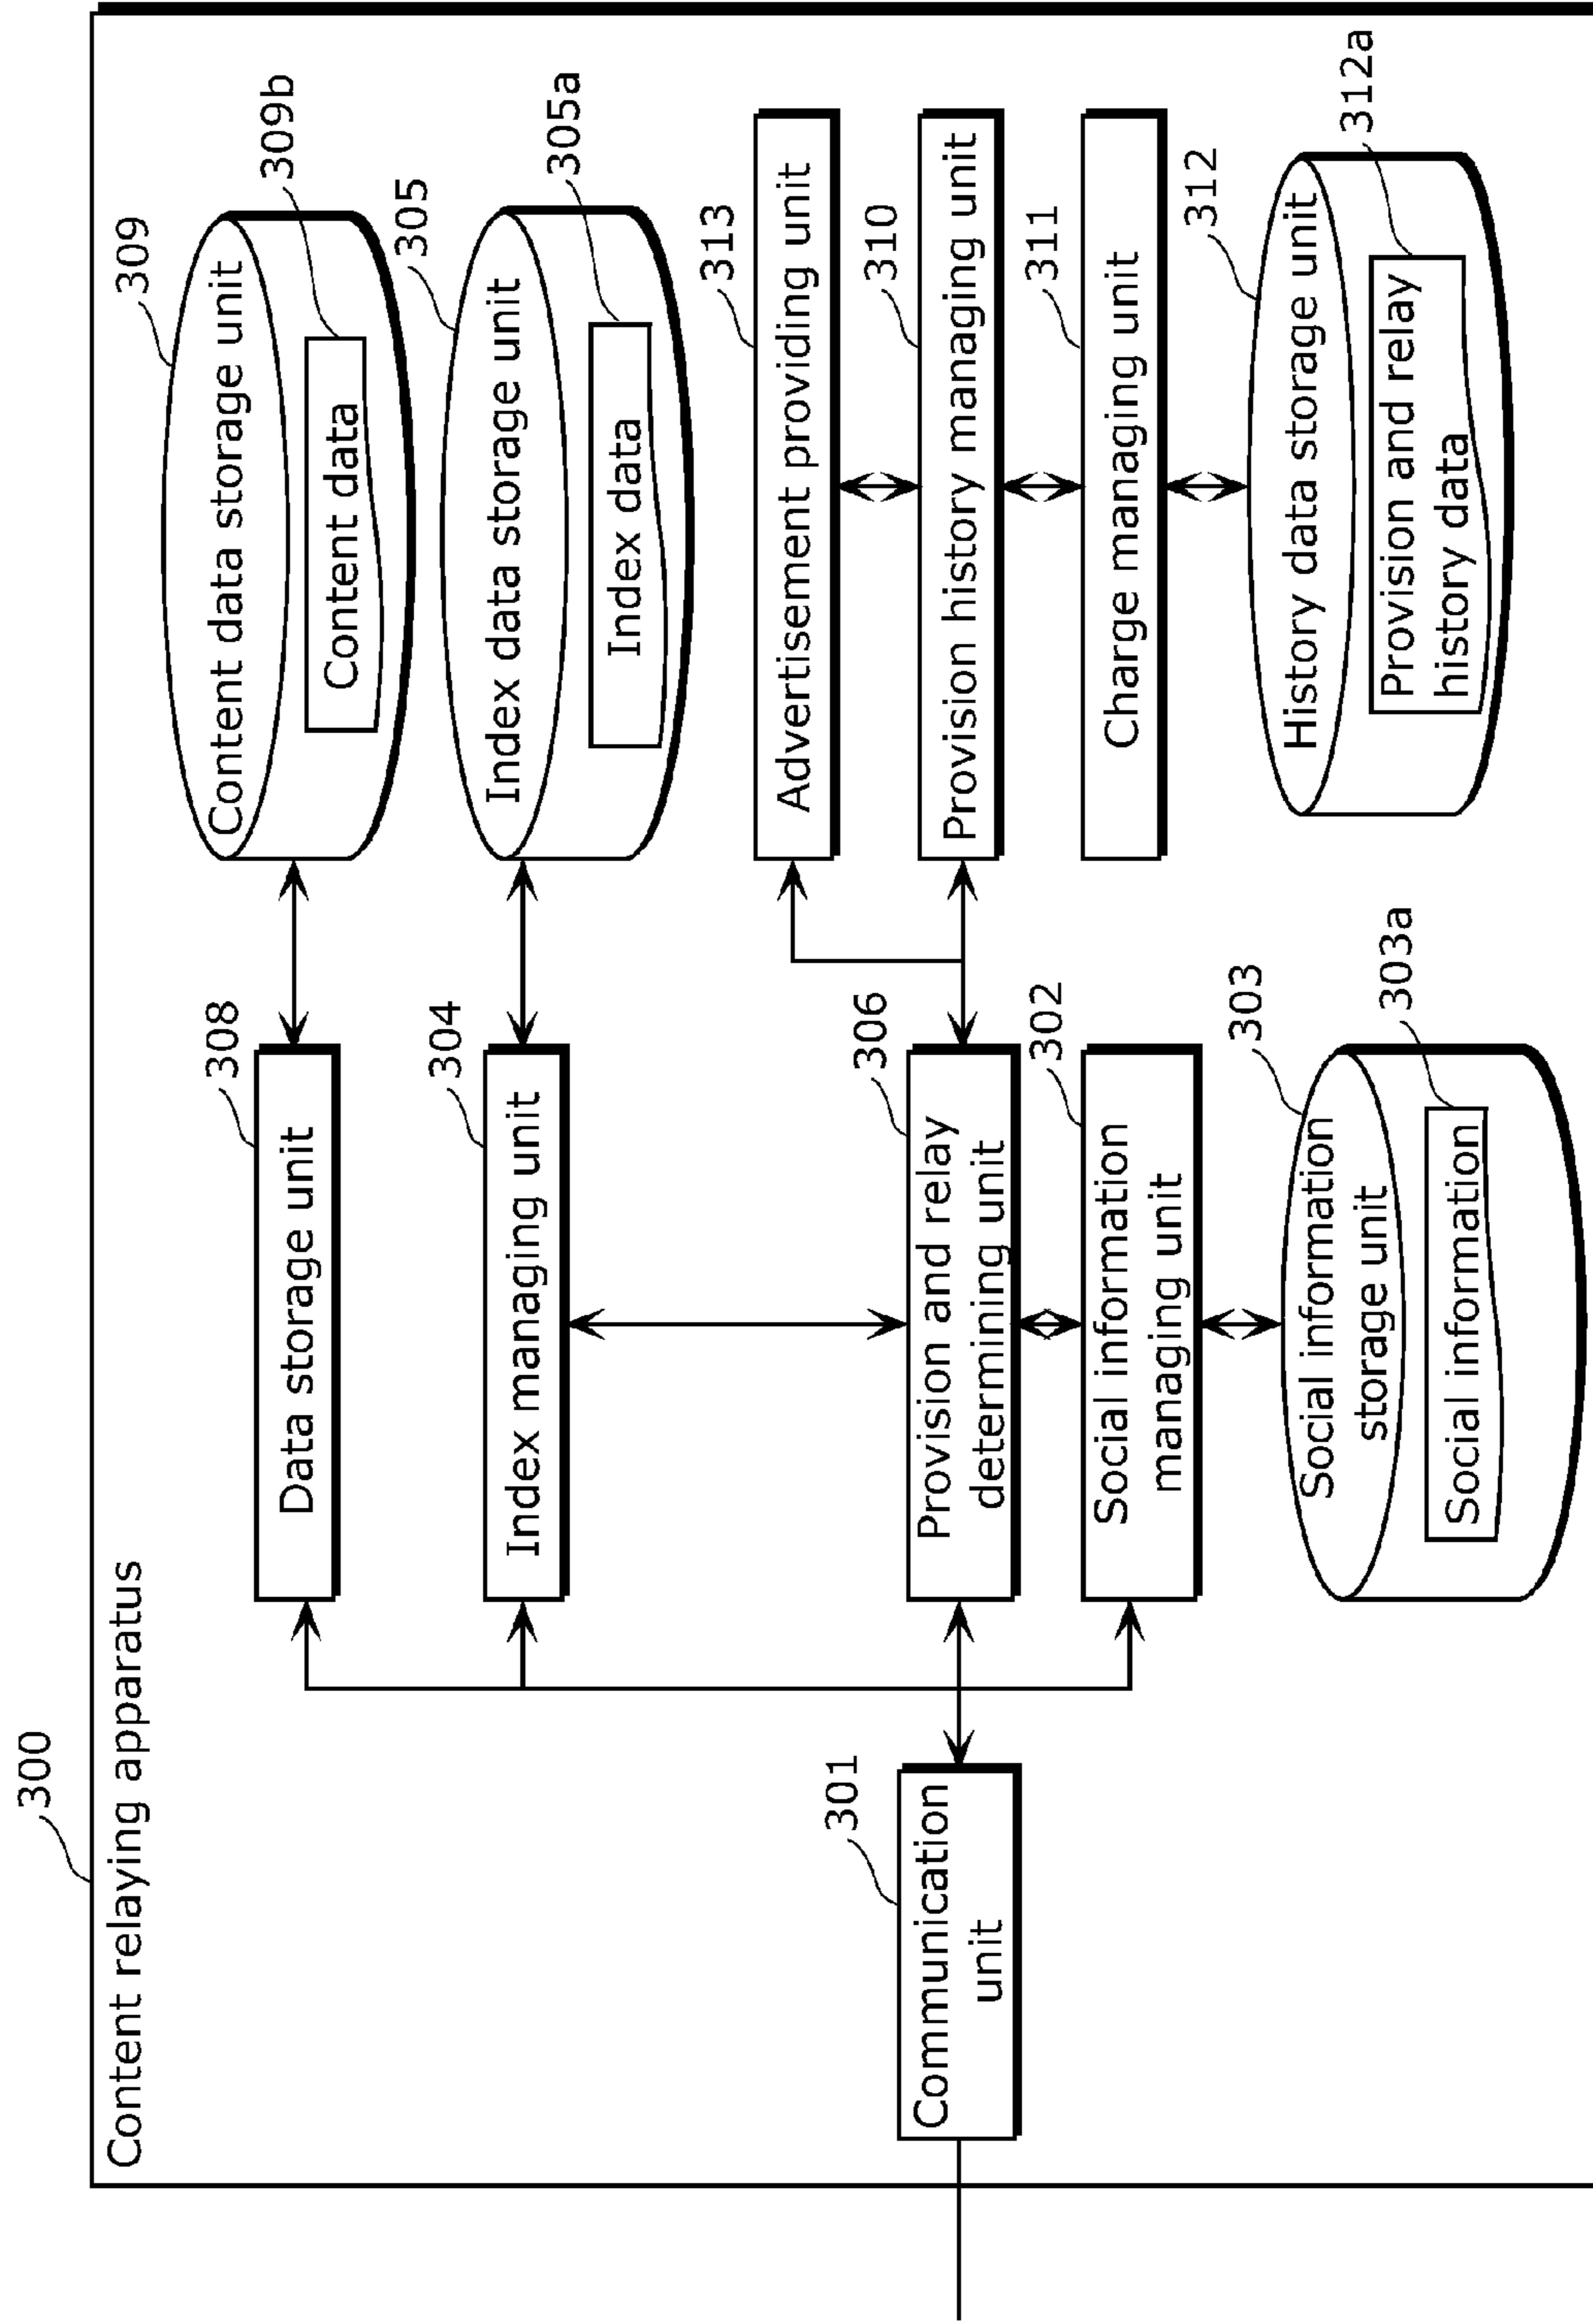 300
Content relaying apparatus
309
Content data storage unit
309b
Content data
308
Data storage unit
305
Index data storage unit
305a
Index data
304
Index managing unit
313
Advertisement providing unit
306
Provision and relay
determining unit
310
Provision history managing unit
301
Communication
unit
302
Social information
managing unit
311
Charge managing unit
303
Social information
storage unit
303a
Social information
312
History data storage unit
312a
Provision and relay
history data